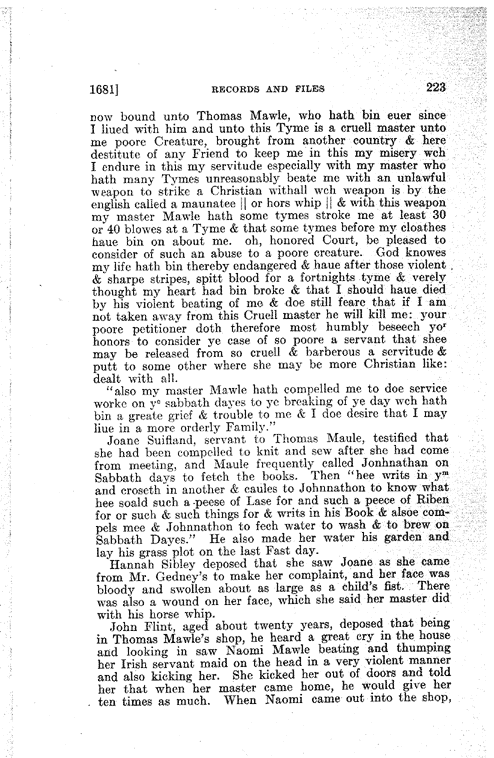 1681] RECORDS AND FILES 223
now bound unto Thomas Mawle, who hath bin euer since
I liued with him and unto this Tyme is a cruell master unto
me poore Creature, brought from another country & here
destitute of any Friend to keep me in this my misery wch
I endure in this my servitude especially with my master who
hath many Tymes unreasonably beate me with an unlawful
weapon to strike a Christian withall wch weapon is by the
english called a maunatee || or hors whip || & with this weapon
my master Mawle hath some tymes stroke me at least 30
or 40 blowes at a Tyme & that some tymes before my cloathes
haue bin on about me. oh, honored Court, be pleased to
consider of such an abuse to a poore creature. God knowes
my life hath bin thereby endangered & haue after those violent
& sharpe stripes, spitt blood for a fortnights tyme & verely
thought my heart had bin broke & that I should haue died
by his violent beating of me & doe still feare that if I am
not taken away from this Cruell master he will kill me: your
poore petitioner doth therefore most humbly beseech yor
honors to consider ye case of so poore a servant that shee
may be released from so cruell & barberous a servitude &
putt to some other where she may be more Christian like:
dealt with all.
"also my master Mawle hath compelled me to doe service
worke on ye sabbath dayes to ye breaking of ye day wch hath
bin a greate grief & trouble to me & I doe desire that I may
liue in a more orderly Family."
Joane Suifland, servant to Thomas Maule, testified that
she had been compelled to knit and sew after she had come
from meeting, and Maule frequently called Jonhnathan on
Sabbath days to fetch the books. Then "hee writs in ym
and croseth in another & caules to Johnnathon to know what
hee soald such a peese of Lase for and such a peece of Riben
for or such & such things for & writs in his Book & alsoe com-
pels mee & Johnnathon to fech water to wash & to brew on
Sabbath Dayes." He also made her water his garden and
lay his grass plot on the last Fast day.
Hannah Sibley deposed that she saw Joane as she came
from Mr. Gedney's to make her complaint, and her face was
bloody and swollen about as large as a child's fist. There
was also a wound on her face, which she said her master did
with his horse whip.
John Flint, aged about twenty years, deposed that being
in Thomas Mawle's shop, he heard a great cry in the house
and looking in saw Naomi Mawle beating and thumping
her Irish servant maid on the head in a very violent manner
and also kicking her. She kicked her out of doors and told
her that when her master came home, he would give her
ten times as much. When Naomi came out into the shop,